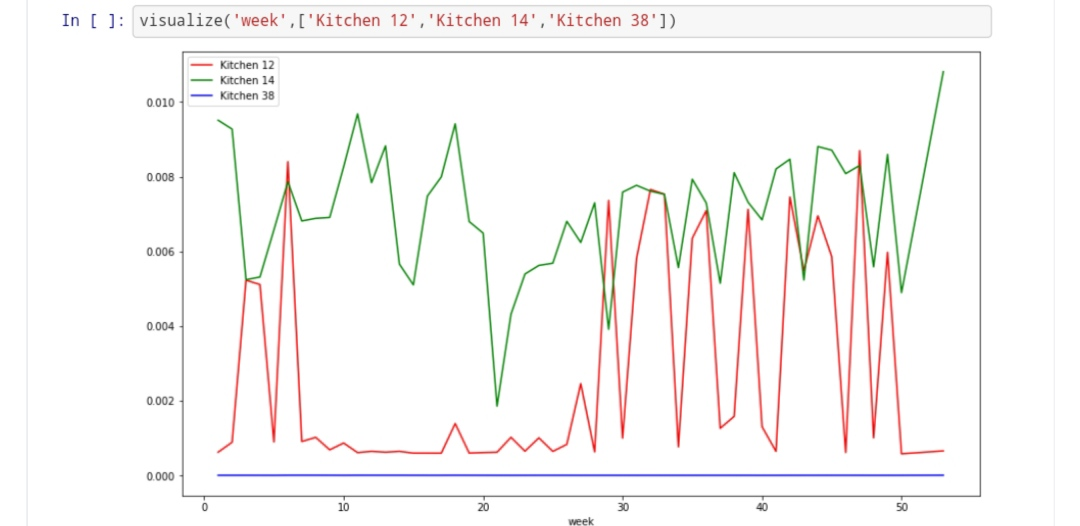 In [ ]: visualize('week',['Kitchen 12','Kitchen 14','Kitchen 38'])
Kitchen 12
Kitchen 14
Kitchen 38
0.010
0.008
0.006
0.004
0.002
0.000
0 10 20 30 40 50
week